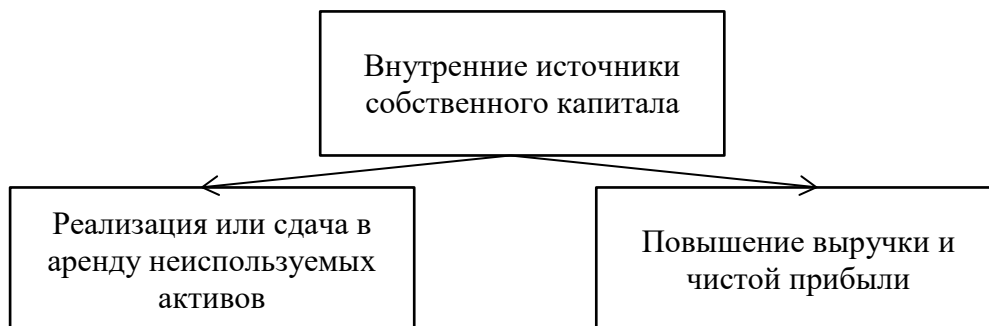 Внутренние источники
собственного капитала
Реализация или сдача в
аренду неиспользуемых
активов
Повышение выручки и
чистой прибыли